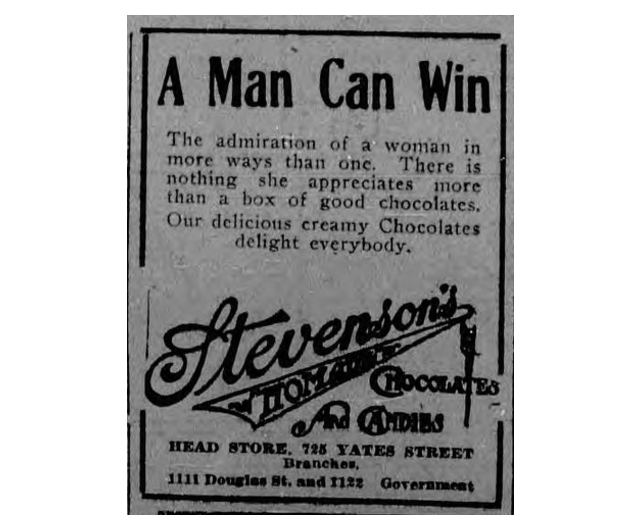 A Man Can Win
The admiration of a woman in
more ways than one. There is
nothing she appreciates more
than a box of good chocolates.
Our delicious creamy Chocolates
delight everybody.
Stevenson's
HOMADE
CHOCOLATES
And CANDIES
HEAD STORE, 725 YATES STREET
Branches,
1111 Douglas St. and 1122 Government